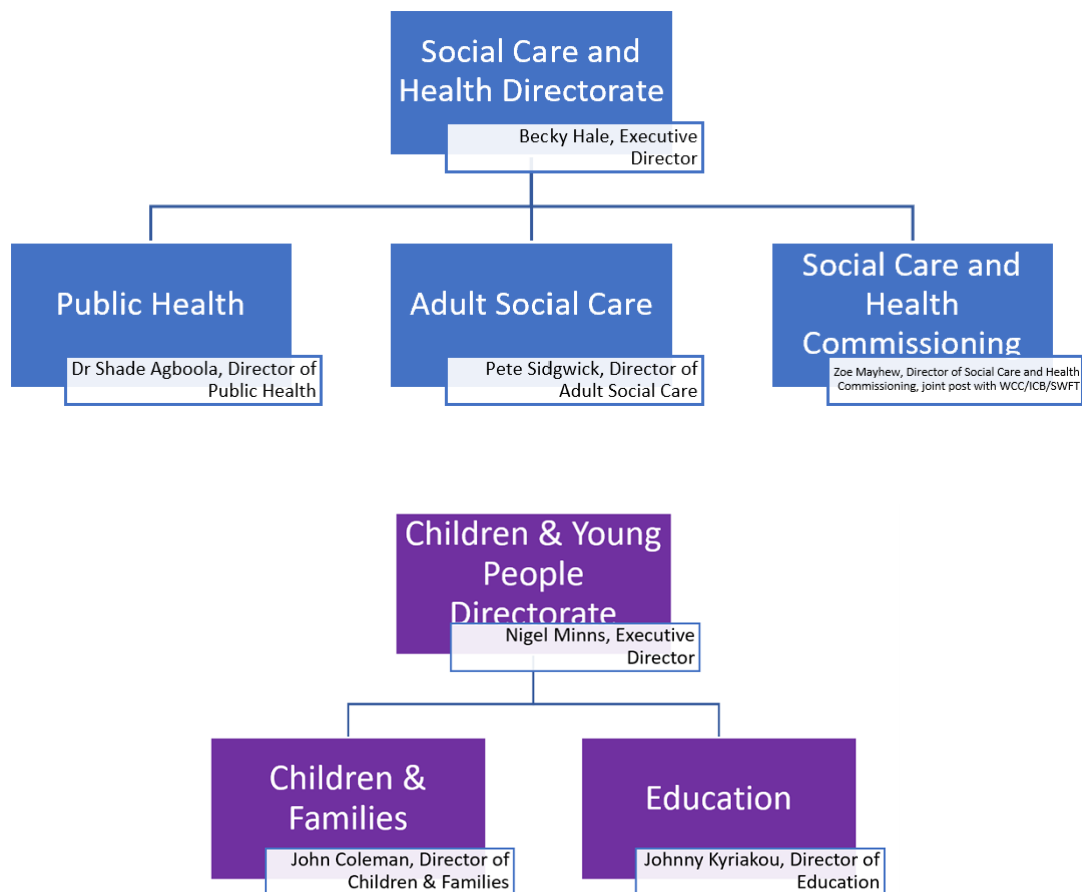 Social Care and
Health Directorate
Becky Hale, Executive
Director
Public Health
Dr Shade Agboola, Director of
Public Health
Adult Social Care
Pete Sidgwick, Director of
Adult Social Care
Social Care and
Health
Commissioning
Zoe Mayhew, Director of Social Care and Health
Commissioning, joint post with WCC/ICB/SWFT
Children & Young
People
Directorate
Nigel Minns, Executive
Director
Children &
Families
John Coleman, Director of
Children & Families
Education
Johnny Kyriakou, Director of
Education